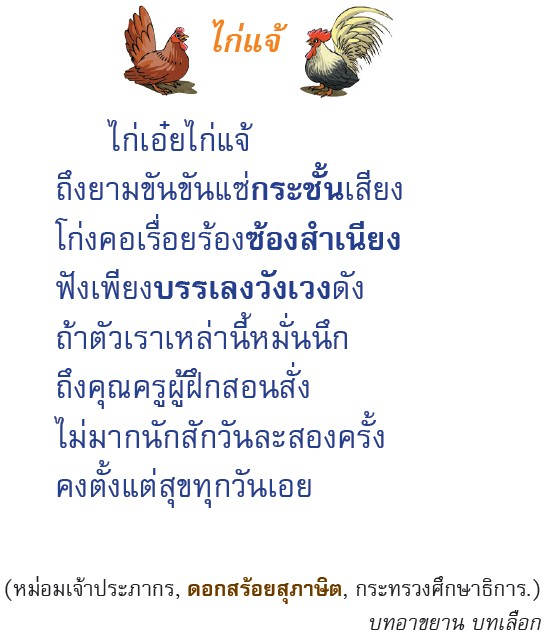 ไก่แจ้
ไก่เอ๋ยไก่แจ้
ถึงยามขันขันแซ่กระชั้นเสียง
โก่งคอเรื่อยร้องซ้องสำเนียง
ฟังเพียงบรรเลงวังเวงดัง
ถ้าตัวเราเหล่านี้หมั่นนึก
ถึงคุณครูผู้ฝึกสอนสั่ง
ไม่มากนักสักวันละสองครั้ง
คงตั้งแต่สุขทุกวันเอย
(หม่อมเจ้าประภากร, ดอกสร้อยสุภาษิต, กระทรวงศึกษาธิการ.)
บทอาขยาน บทเลือก